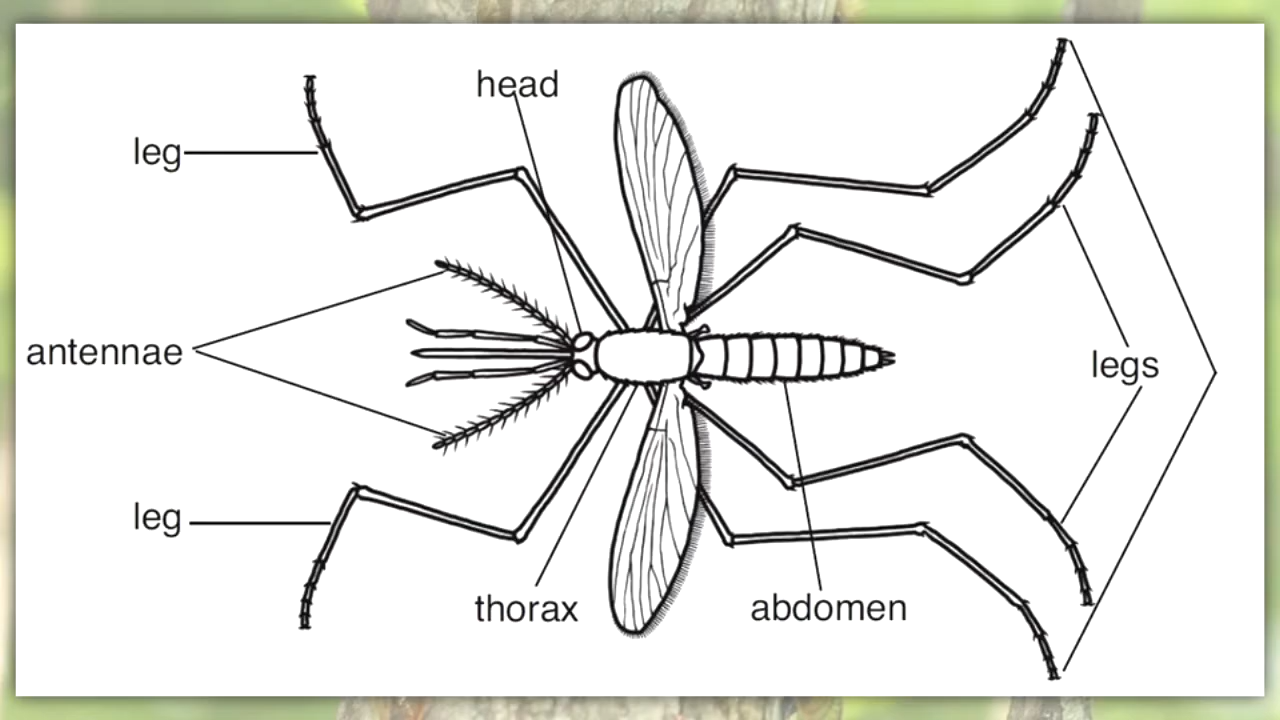 head
leg
antennae
legs
leg
thorax
abdomen